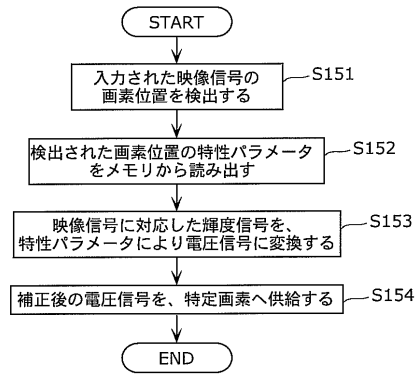 START
入力された映像信号の
画素位置を検出する
S151
検出された画素位置の特性パラメータ
をメモリから読み出す
S152
映像信号に対応した輝度信号を、
特性パラメータにより電圧信号に変換する
S153
補正後の電圧信号を、特定画素へ供給する
S154
END